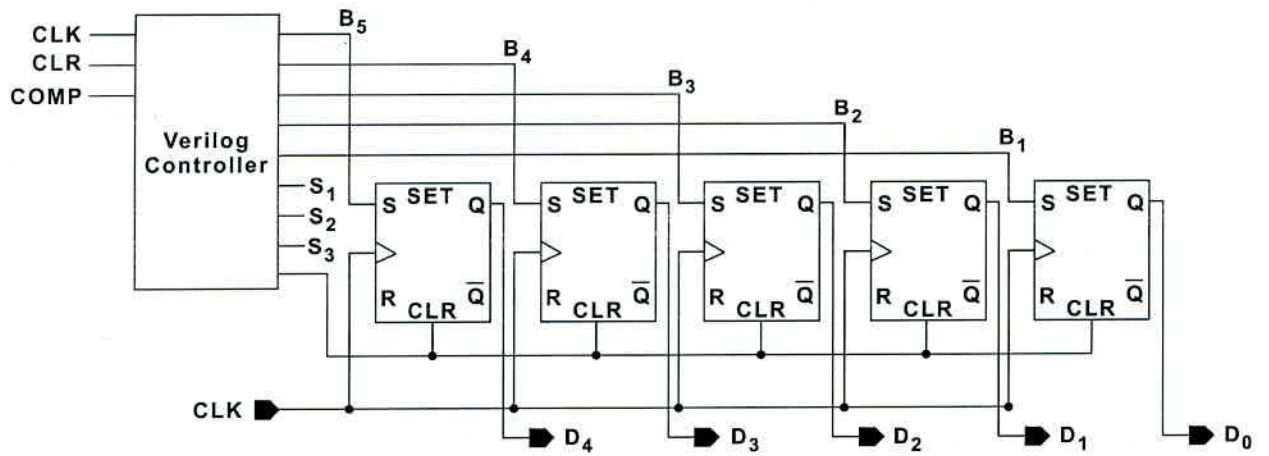 CLK
CLR
COMP
Verilog
Controller
B5
B4
B3
B2
B1
S1
S2
S3
S SET Q
R CLR Q̅
S SET Q
R CLR Q̅
S SET Q
R CLR Q̅
S SET Q
R CLR Q̅
S SET Q
R CLR Q̅
CLK
D4
D3
D2
D1
D0